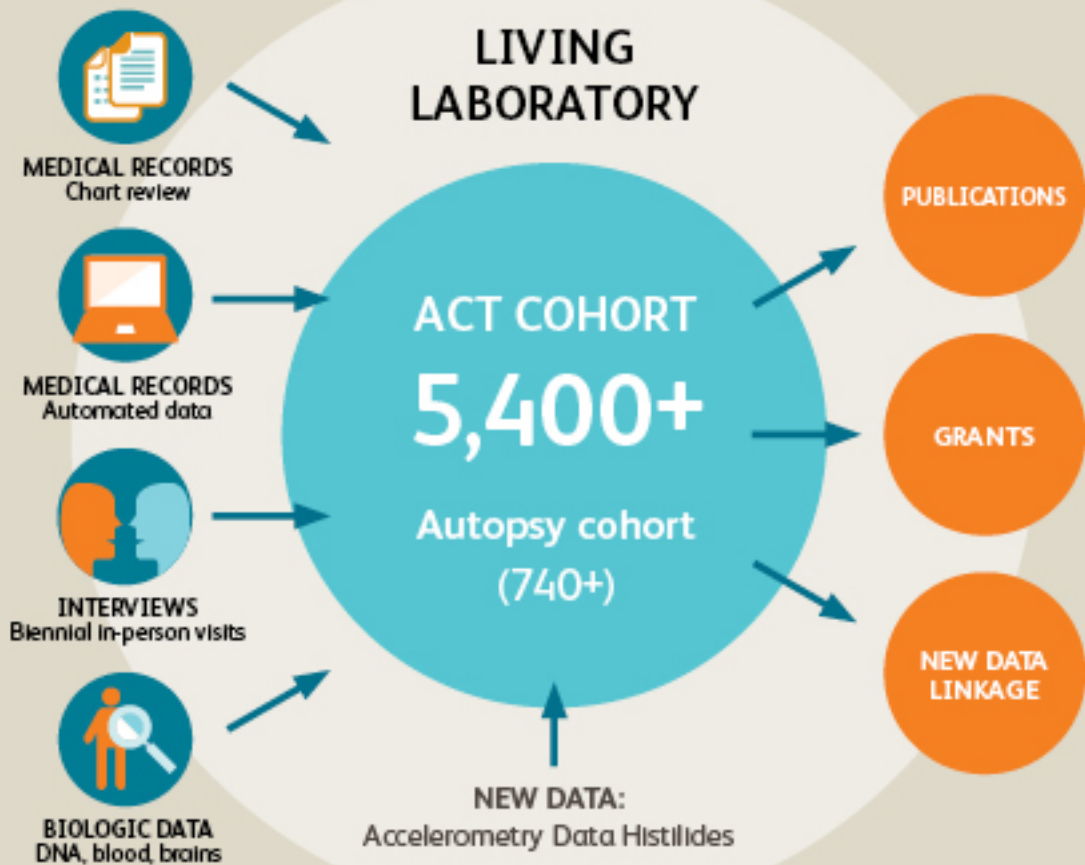 LIVING
LABORATORY
MEDICAL RECORDS
Chart review
MEDICAL RECORDS
Automated data
INTERVIEWS
Biennial in-person visits
BIOLOGIC DATA
DNA, blood, brains
ACT COHORT
5,400+
Autopsy cohort
(740+)
NEW DATA:
Accelerometry Data Histilides
PUBLICATIONS
GRANTS
NEW DATA
LINKAGE